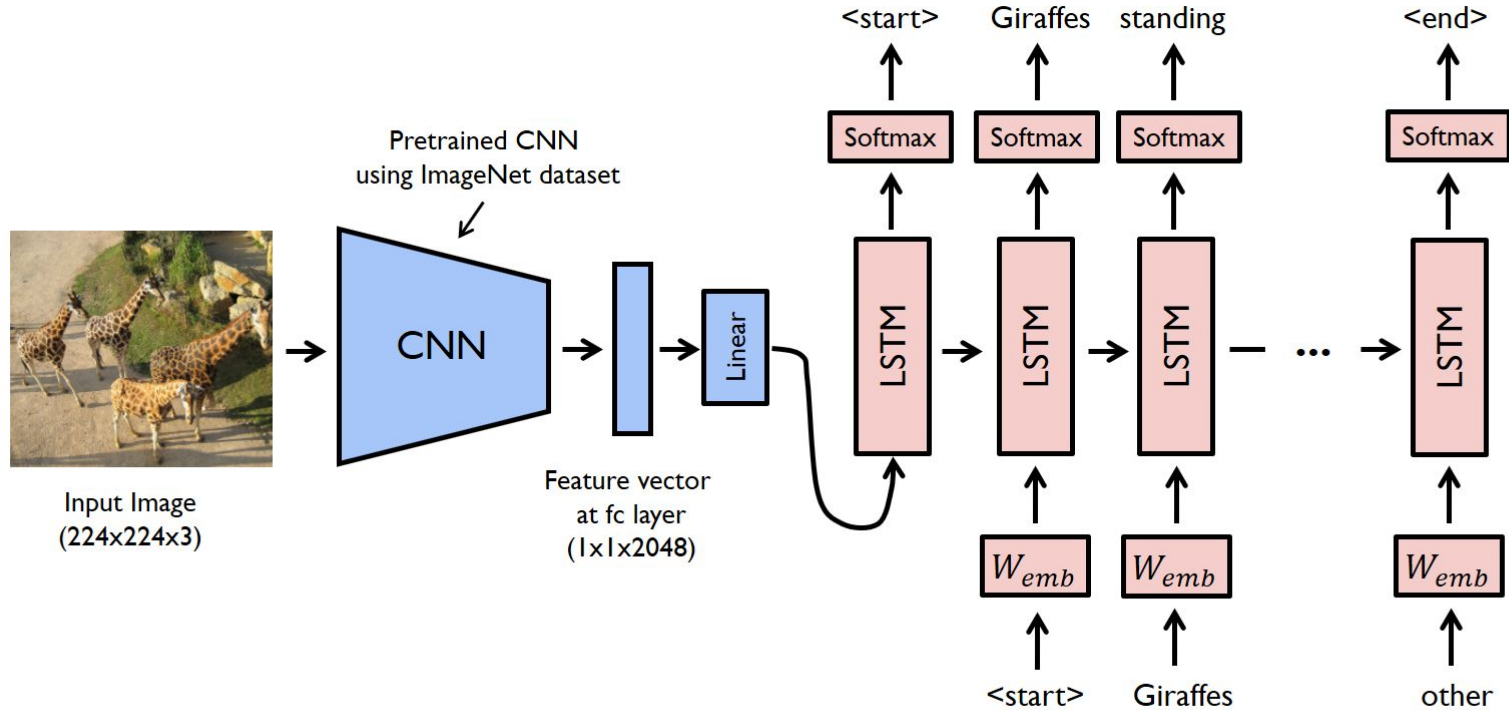 <start>
Giraffes
standing
<end>
Softmax
Softmax
Softmax
Softmax
Pretrained CNN
using ImageNet dataset
CNN
Linear
LSTM
LSTM
LSTM
...
LSTM
Input Image
(224x224x3)
Feature vector
at fc layer
(1x1x2048)
W_emb
W_emb
W_emb
<start>
Giraffes
other